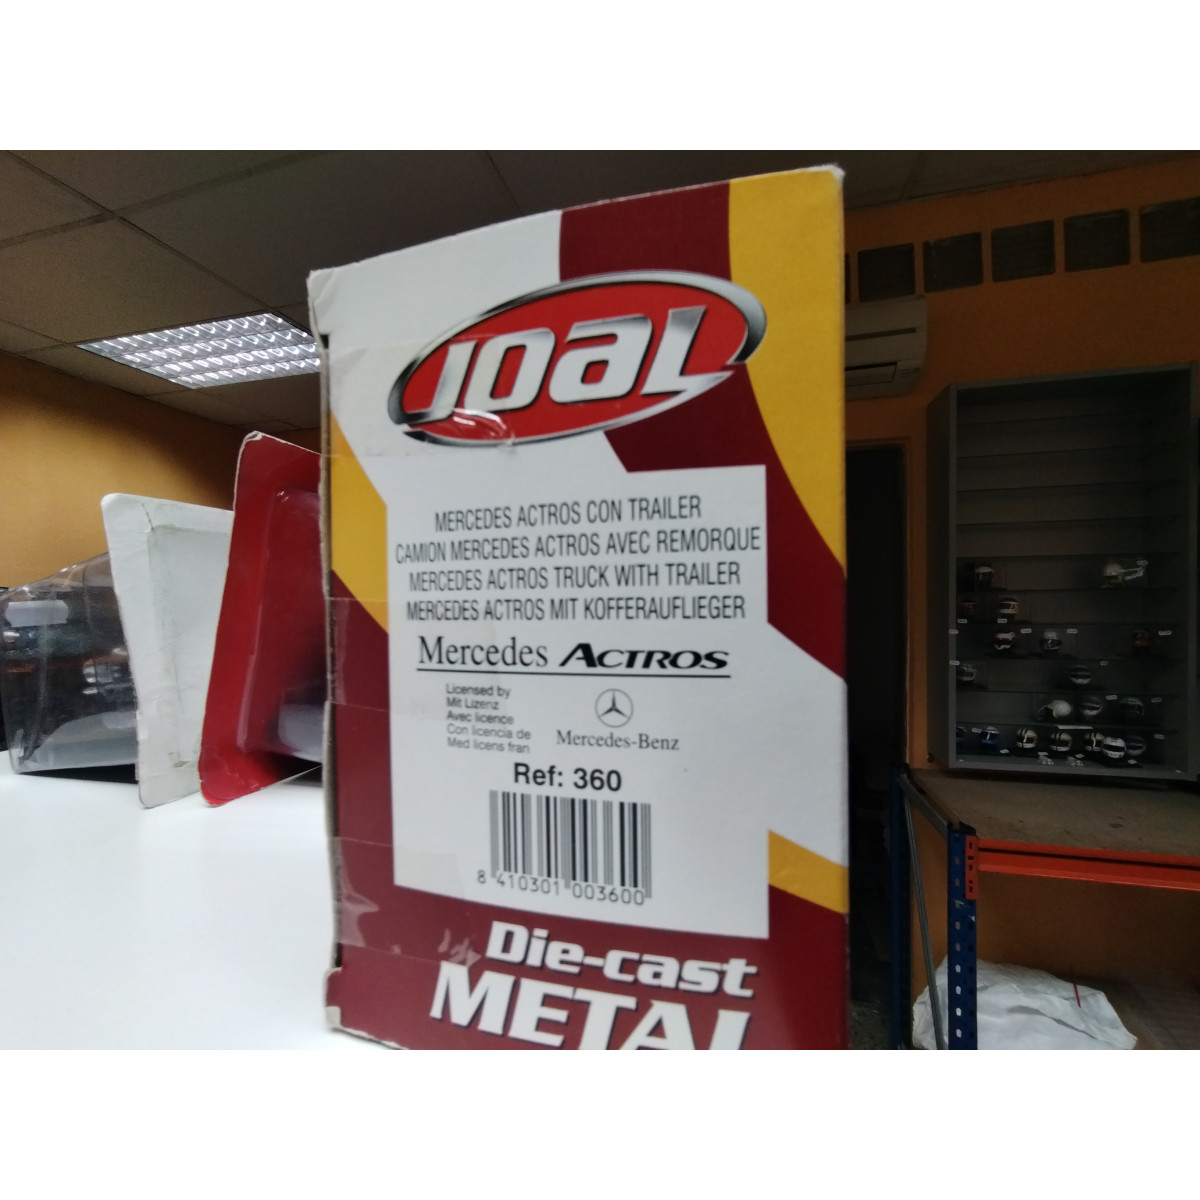 JOAL
MERCEDES ACTROS CON TRAILER
CAMION MERCEDES ACTROS AVEC REMORQUE
MERCEDES ACTROS TRUCK WITH TRAILER
MERCEDES ACTROS MIT KOFFERAUFLIEGER
Mercedes ACTROS
Licensed by
Mit Lizenz
Avec licence
Con licencia de
Med licens fran
Mercedes-Benz
Ref: 360
8 410301 003600
Die-cast
METAL